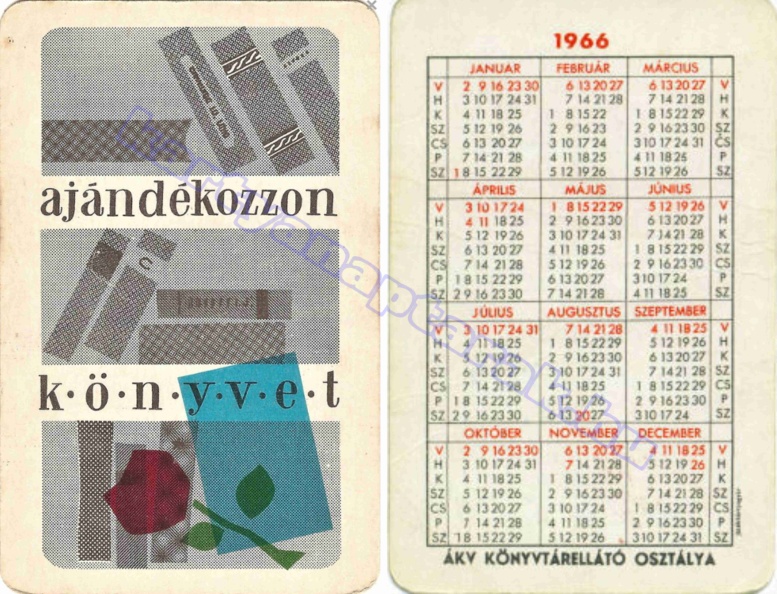 ajándékozzon
k·ö·n·y·v·e·t
1966
JANUAR FEBRUÁR MÁRCIUS
V 2 9 16 23 30 6 13 20 27 6 13 20 27 V
H 3 10 17 24 31 7 14 21 28 7 14 21 28 H
K 4 11 18 25 1 8 15 22 1 8 15 22 29 K
SZ 5 12 19 26 2 9 16 23 2 9 16 23 30 SZ
CS 6 13 20 27 3 10 17 24 3 10 17 24 31 CS
P 7 14 21 28 4 11 18 25 4 11 18 25 P
SZ 1 8 15 22 29 5 12 19 26 5 12 19 26 SZ
ÁPRILIS MÁJUS JÚNIUS
V 3 10 17 24 1 8 15 22 29 5 12 19 26 V
H 4 11 18 25 2 9 16 23 30 6 13 20 27 H
K 5 12 19 26 3 10 17 24 31 7 14 21 28 K
SZ 6 13 20 27 4 11 18 25 1 8 15 22 29 SZ
CS 7 14 21 28 5 12 19 26 2 9 16 23 30 CS
P 1 8 15 22 29 6 13 20 27 3 10 17 24 P
SZ 2 9 16 23 30 7 14 21 28 4 11 18 25 SZ
JÚLIUS AUGUSZTUS SZEPTEMBER
V 3 10 17 24 31 7 14 21 28 4 11 18 25 V
H 4 11 18 25 1 8 15 22 29 5 12 19 26 H
K 5 12 19 26 2 9 16 23 30 6 13 20 27 K
SZ 6 13 20 27 3 10 17 24 31 7 14 21 28 SZ
CS 7 14 21 28 4 11 18 25 1 8 15 22 29 CS
P 1 8 15 22 29 5 12 19 26 2 9 16 23 30 P
SZ 2 9 16 23 30 6 13 20 27 3 10 17 24 SZ
OKTÓBER NOVEMBER DECEMBER
V 2 9 16 23 30 6 13 20 27 4 11 18 25 V
H 3 10 17 24 31 7 14 21 28 5 12 19 26 H
K 4 11 18 25 1 8 15 22 29 6 13 20 27 K
SZ 5 12 19 26 2 9 16 23 30 7 14 21 28 SZ
CS 6 13 20 27 3 10 17 24 1 8 15 22 29 CS
P 7 14 21 28 4 11 18 25 2 9 16 23 30 P
SZ 1 8 15 22 29 5 12 19 26 3 10 17 24 31 SZ
ÁKV KÖNYVTÁRELLÁTÓ OSZTÁLYA
kartyanaptarok.hu